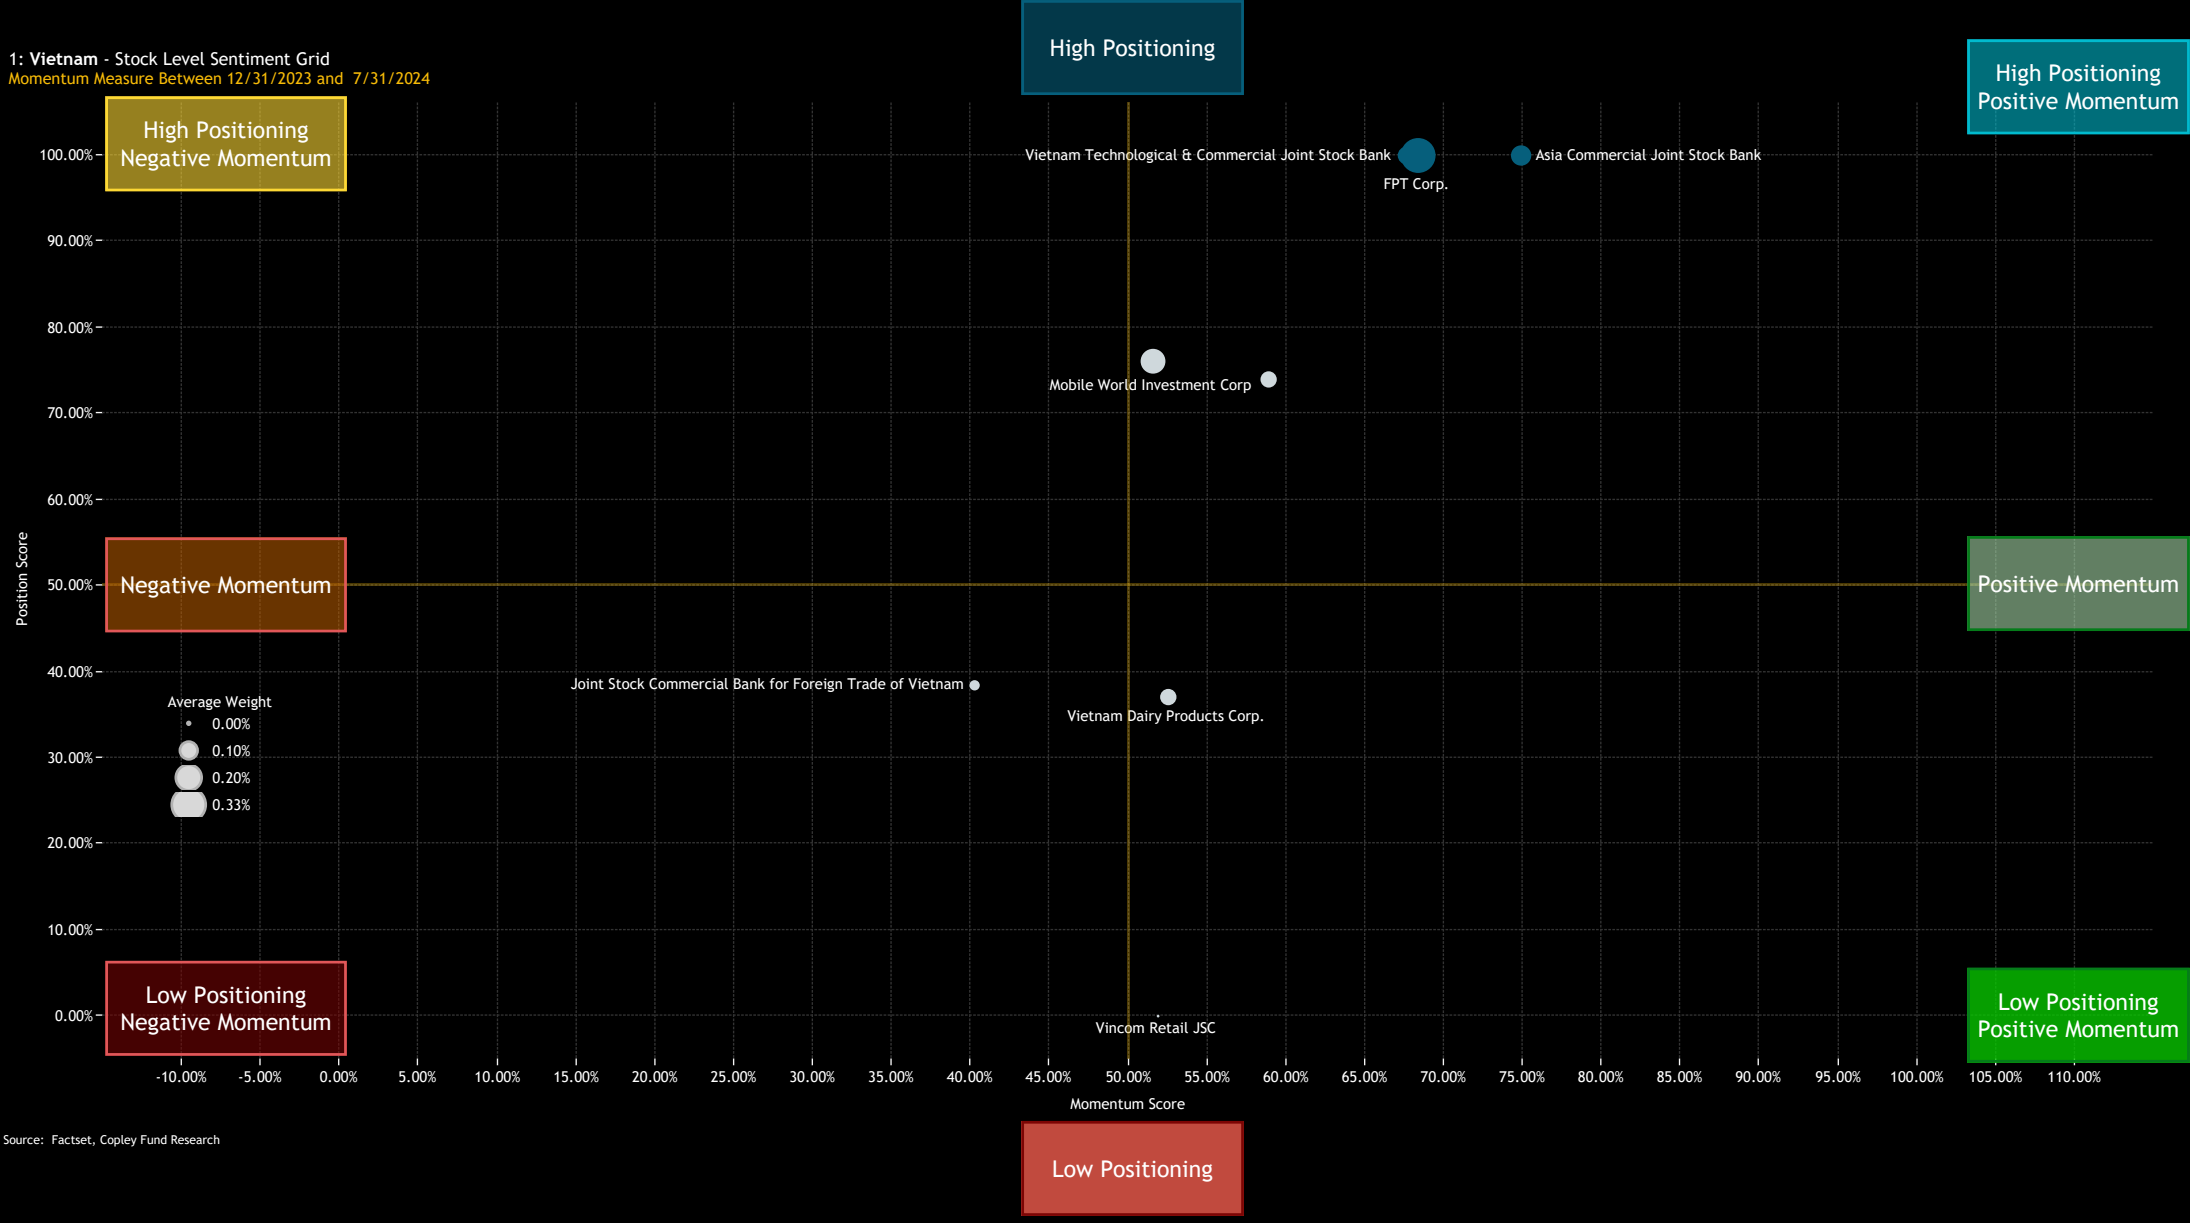 High Positioning
1: Vietnam - Stock Level Sentiment Grid
Momentum Measure Between 12/31/2023 and 7/31/2024
High Positioning
Positive Momentum
High Positioning
Negative Momentum
100.00%
90.00%
80.00%
70.00%
60.00%
50.00%
40.00%
30.00%
20.00%
10.00%
0.00%
Position Score
Vietnam Technological & Commercial Joint Stock Bank
Asia Commercial Joint Stock Bank
FPT Corp.
Mobile World Investment Corp
Negative Momentum
Positive Momentum
Joint Stock Commercial Bank for Foreign Trade of Vietnam
Vietnam Dairy Products Corp.
Average Weight
0.00%
0.10%
0.20%
0.33%
Low Positioning
Negative Momentum
Low Positioning
Positive Momentum
Vincom Retail JSC
-10.00%
-5.00%
0.00%
5.00%
10.00%
15.00%
20.00%
25.00%
30.00%
35.00%
40.00%
45.00%
50.00%
55.00%
60.00%
65.00%
70.00%
75.00%
80.00%
85.00%
90.00%
95.00%
100.00%
105.00%
110.00%
Momentum Score
Source: Factset, Copley Fund Research
Low Positioning